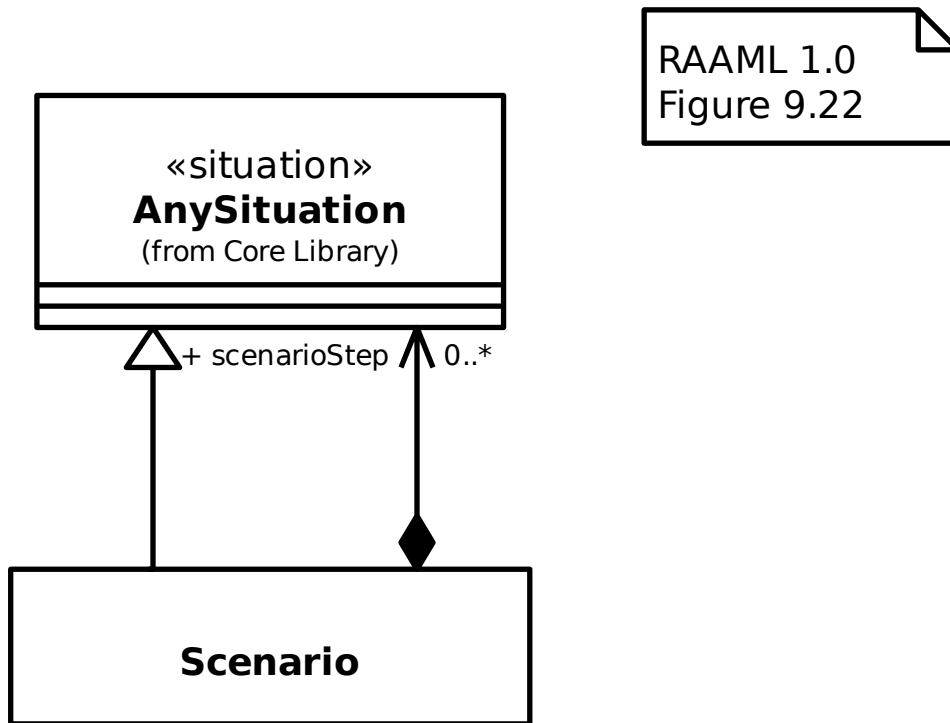 RAAML 1.0
Figure 9.22
«situation»
AnySituation
(from Core Library)
+ scenarioStep
0..*
Scenario